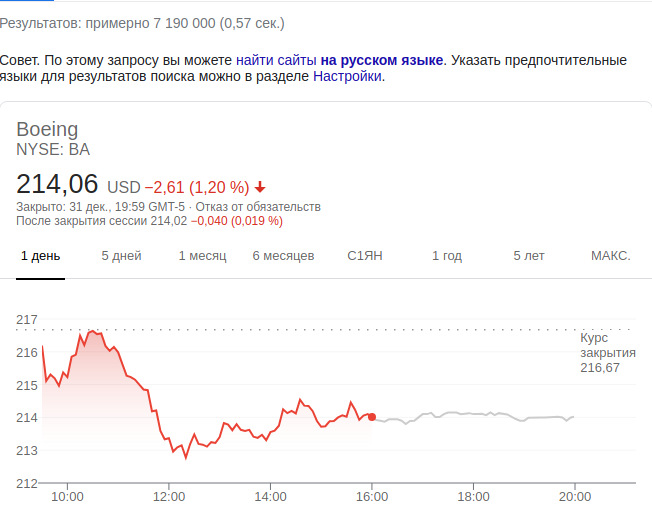 Результатов: примерно 7 190 000 (0,57 сек.)
Совет. По этому запросу вы можете найти сайты на русском языке. Указать предпочтительные
языки для результатов поиска можно в разделе Настройки.
Boeing
NYSE: BA
214,06 USD −2,61 (1,20 %)
Закрыто: 31 дек., 19:59 GMT-5 · Отказ от обязательств
После закрытия сессии 214,02 −0,040 (0,019 %)
1 день 5 дней 1 месяц 6 месяцев С1ЯН 1 год 5 лет МАКС.
217
Курс
закрытия
216,67
216
215
214
213
212
10:00 12:00 14:00 16:00 18:00 20:00